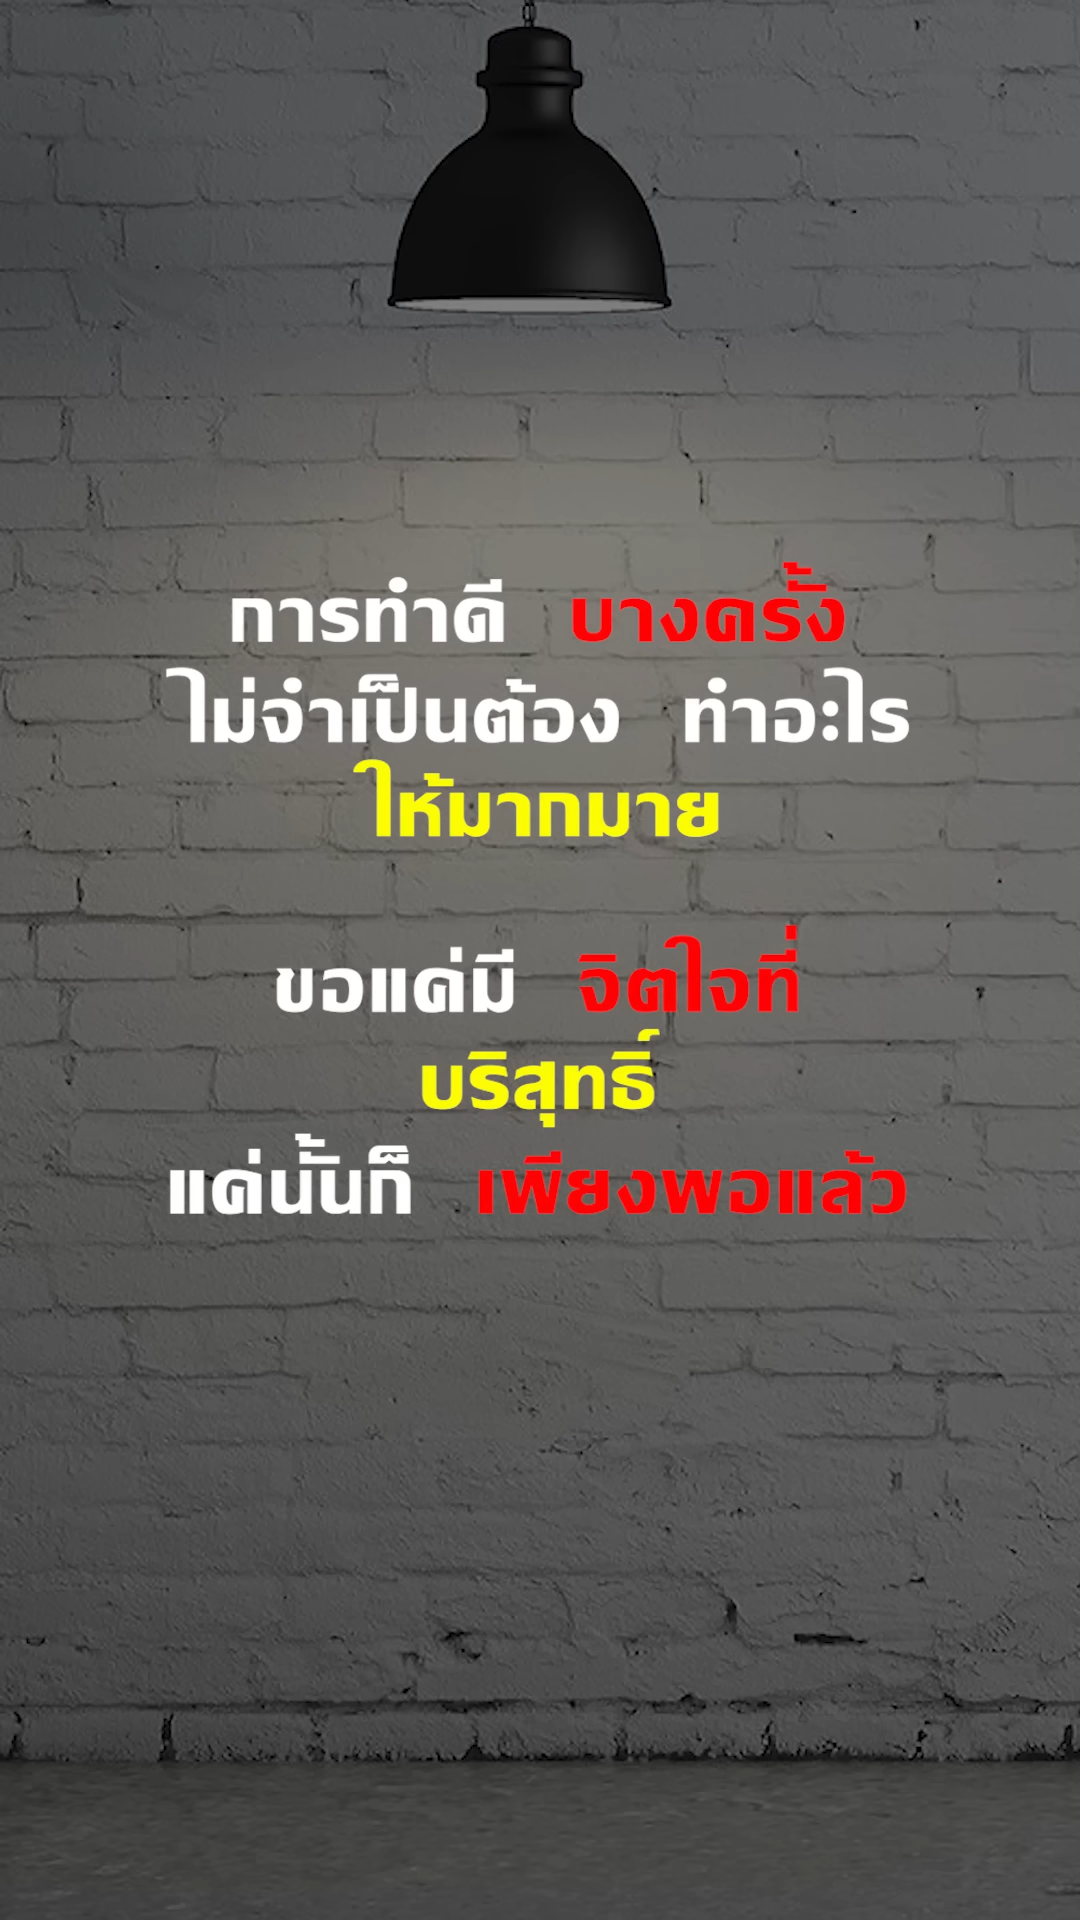 การทำดี บางครั้ง
ไม่จำเป็นต้อง ทำอะไร
ให้มากมาย
ขอแค่มี จิตใจที่
บริสุทธิ์
แค่นั้นก็ เพียงพอแล้ว